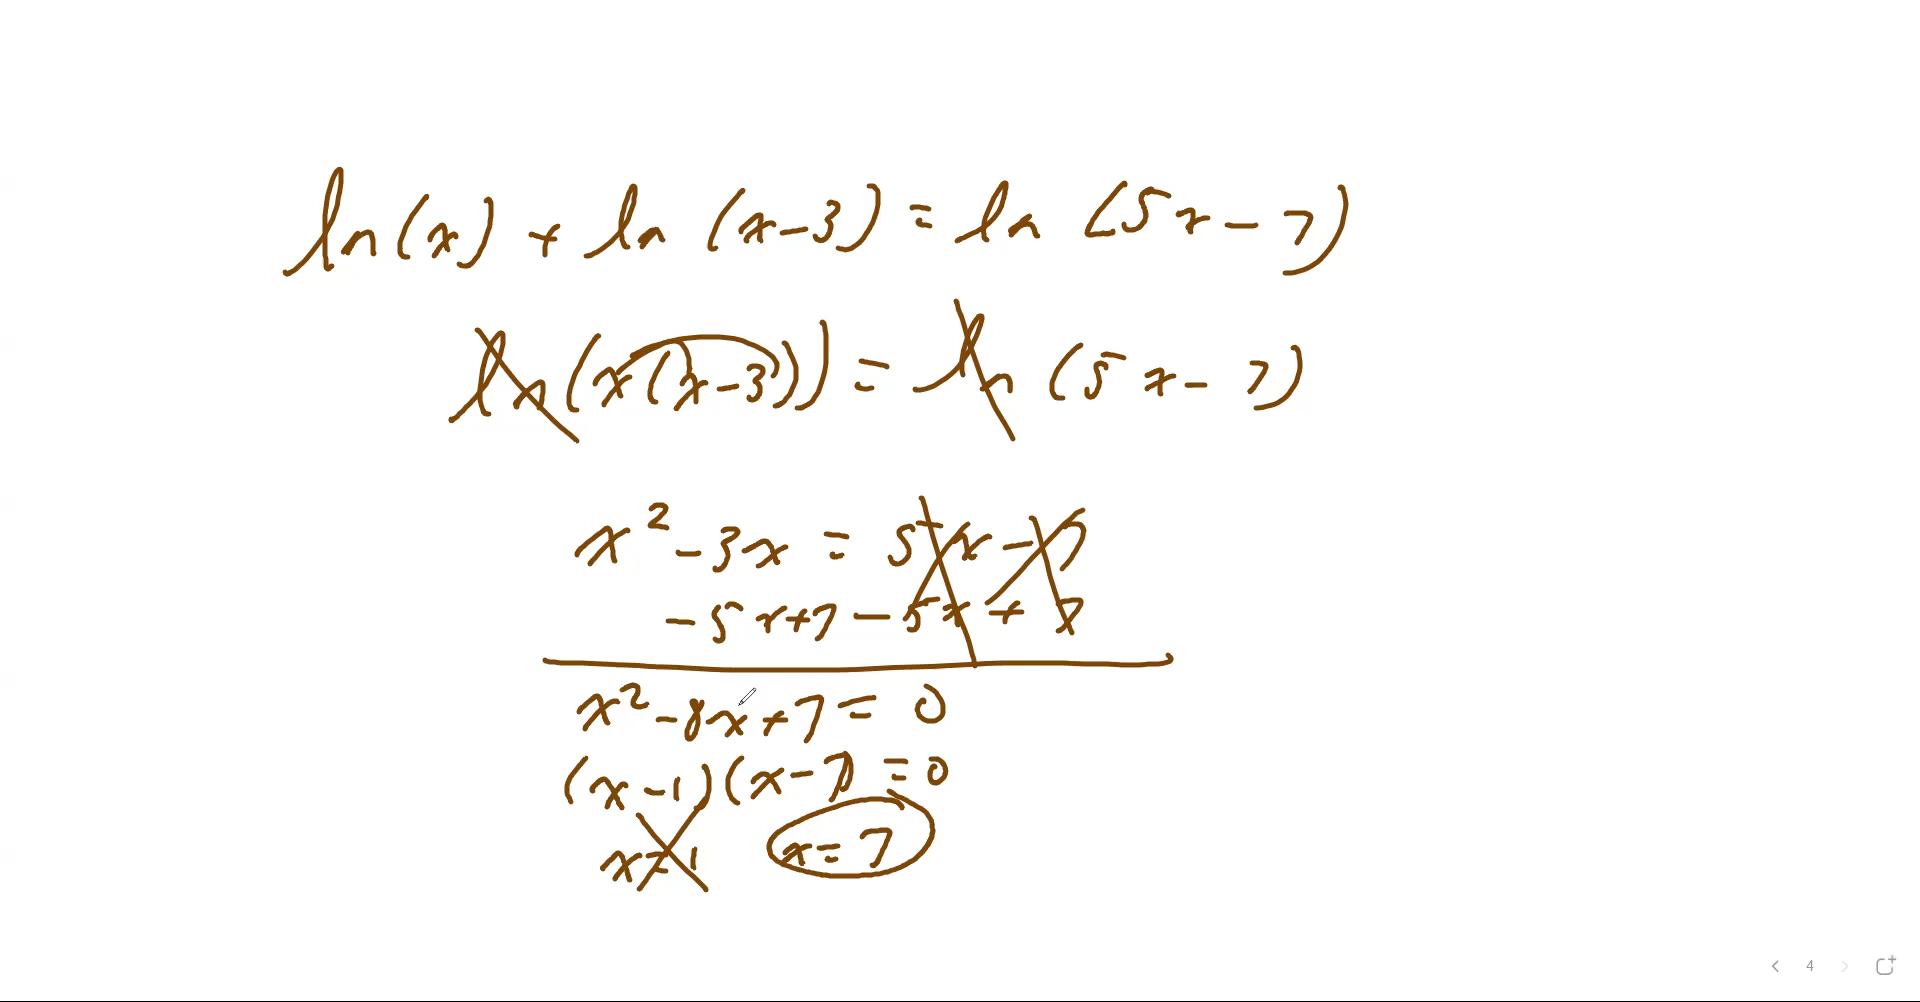 ln(x) + ln (x-3) = ln (5x-7)
ln(x(x-3)) = ln (5x-7)
x² - 3x = 5x - 7
-5x+7 -5x + 7
x² - 8x + 7 = 0
(x-1)(x-7) = 0
x=1 x=7
4